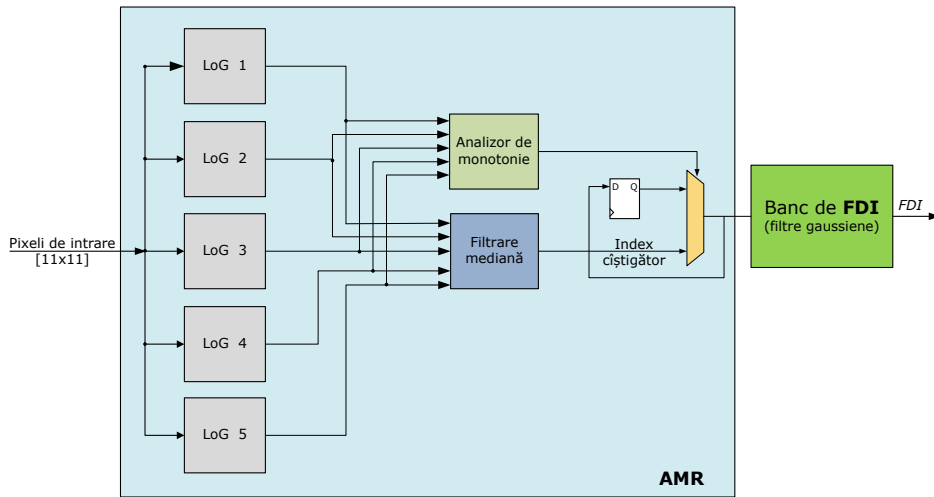 LoG 1
LoG 2
LoG 3
LoG 4
LoG 5
Pixeli de intrare
[11x11]
Analizor de
monotonie
Filtrare
mediană
D Q
Index
cîştigător
Banc de FDI
(filtre gaussiene)
FDI
AMR